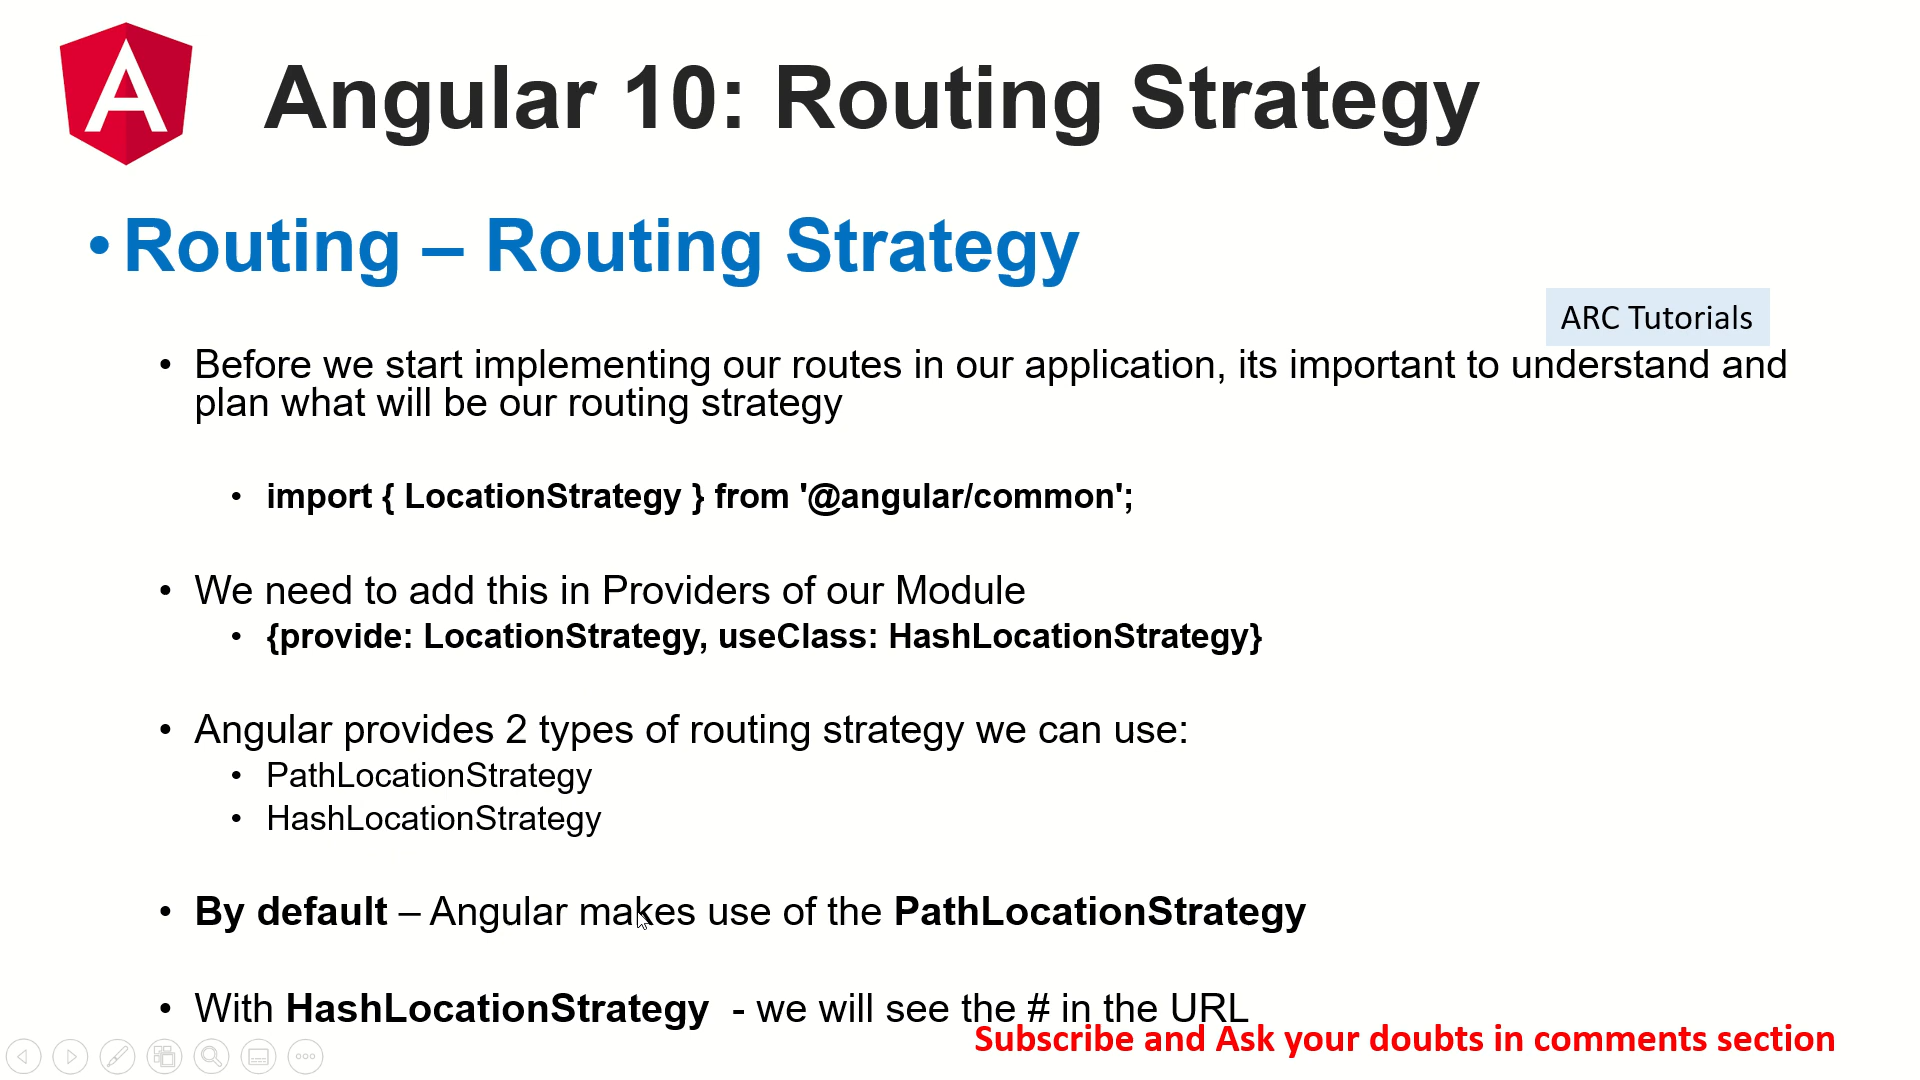 Angular 10: Routing Strategy
• Routing – Routing Strategy
ARC Tutorials
• Before we start implementing our routes in our application, its important to understand and
plan what will be our routing strategy
• import { LocationStrategy } from '@angular/common';
• We need to add this in Providers of our Module
• {provide: LocationStrategy, useClass: HashLocationStrategy}
• Angular provides 2 types of routing strategy we can use:
• PathLocationStrategy
• HashLocationStrategy
• By default – Angular makes use of the PathLocationStrategy
• With HashLocationStrategy  - we will see the # in the URL
Subscribe and Ask your doubts in comments section